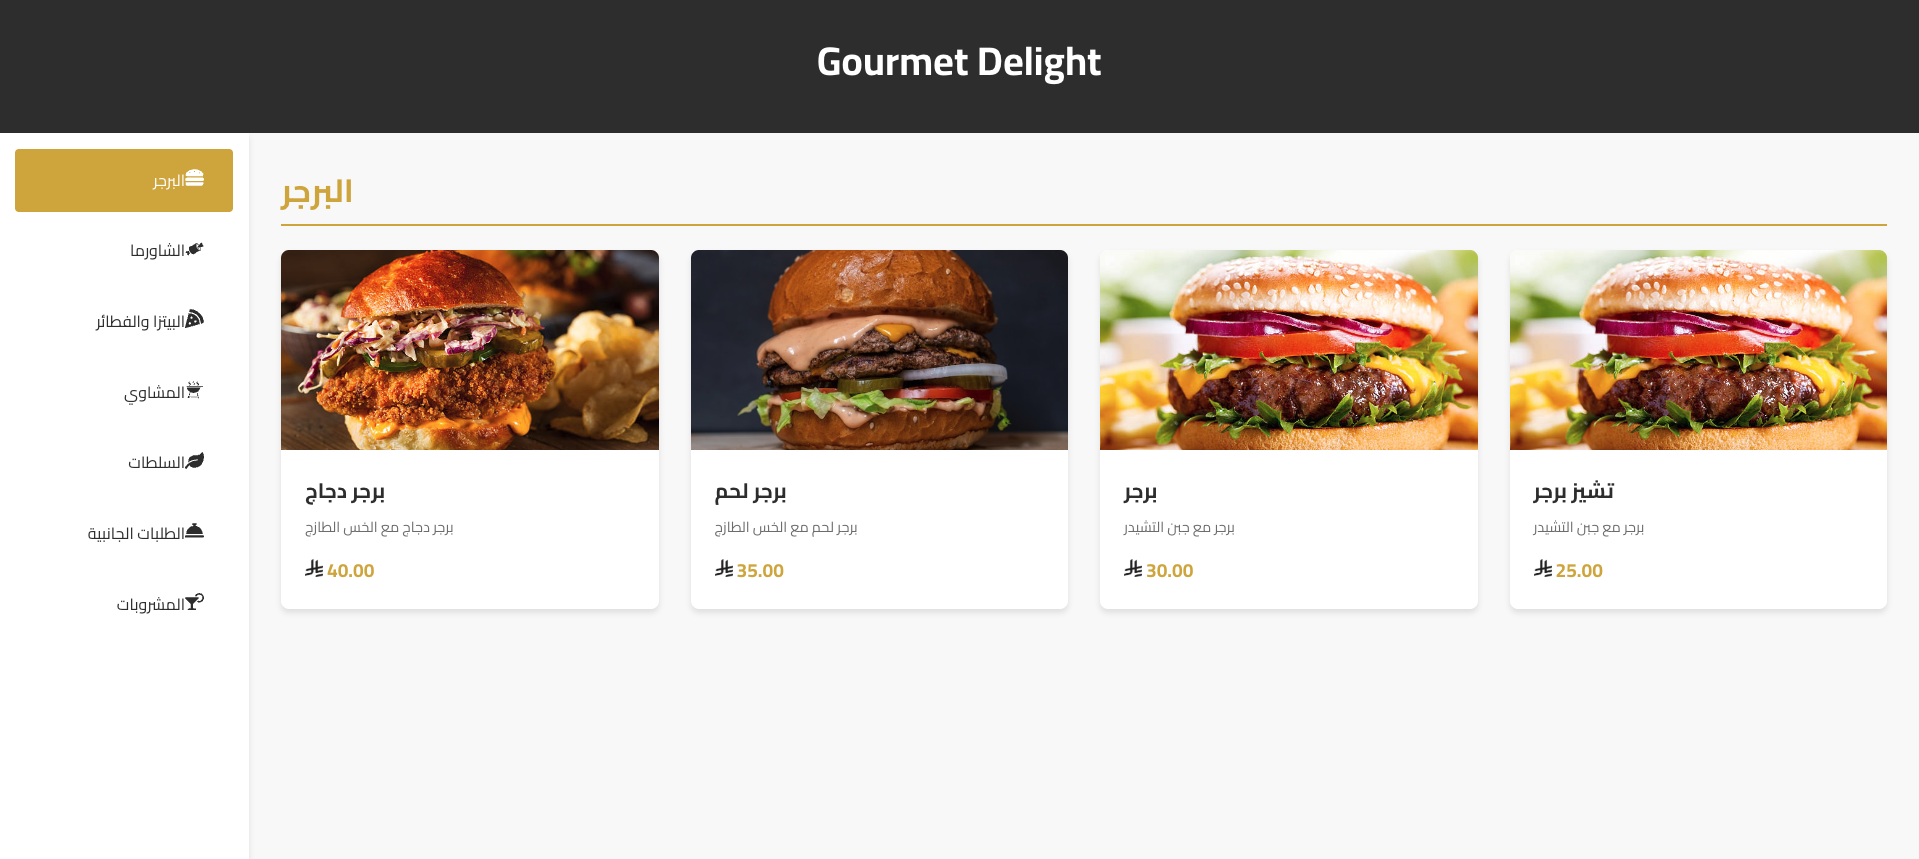 Gourmet Delight
البرجر
الشاورما
البيتزا والفطائر
المشاوي
السلطات
الطلبات الجانبية
المشروبات
البرجر
برجر دجاج
برجر دجاج مع الخس الطازج
40.00
برجر لحم
برجر لحم مع الخس الطازج
35.00
برجر
برجر مع جبن التشيدر
30.00
تشيز برجر
برجر مع جبن التشيدر
25.00